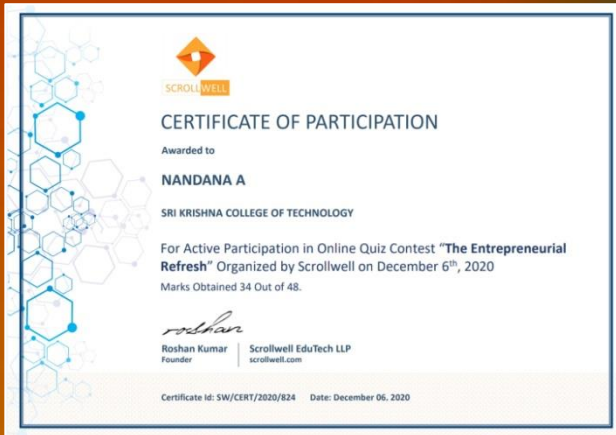 SCROLLWELL
CERTIFICATE OF PARTICIPATION
Awarded to
NANDANA A
SRI KRISHNA COLLEGE OF TECHNOLOGY
For Active Participation in Online Quiz Contest “The Entrepreneurial
Refresh” Organized by Scrollwell on December 6th, 2020
Marks Obtained 34 Out of 48.
roshan
Roshan Kumar
Founder
Scrollwell EduTech LLP
scrollwell.com
Certificate Id: SW/CERT/2020/824 Date: December 06, 2020